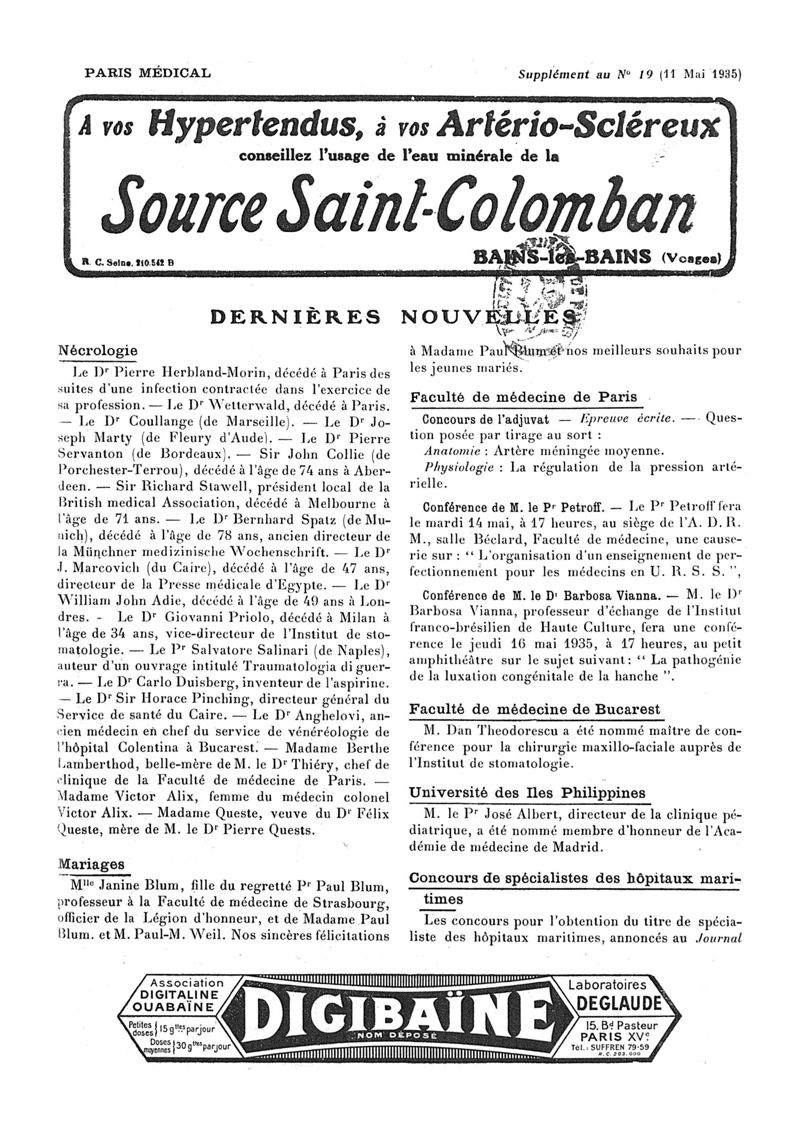 PARIS MÉDICAL
Supplément au Nº 19 (11 Mai 1935)
A vos Hypertendus, à vos Artério-Scléreux
conseillez l'usage de l'eau minérale de la
Source Saint-Colomban
R. C. Seine. 210.542 B
BAINS-les-BAINS (Vosges)
DERNIÈRES NOUVELLES
Nécrologie
Le Dr Pierre Herbland-Morin, décédé à Paris des
suites d'une infection contractée dans l'exercice de
sa profession. — Le Dr Wetterwald, décédé à Paris.
— Le Dr Coullange (de Marseille). — Le Dr Jo-
seph Marty (de Fleury d'Aude). — Le Dr Pierre
Servanton (de Bordeaux). — Sir John Collie (de
Porchester-Terrou), décédé à l'âge de 74 ans à Aber-
deen. — Sir Richard Stawell, président local de la
British medical Association, décédé à Melbourne à
l'âge de 71 ans. — Le Dr Bernhard Spatz (de Mu-
nich), décédé à l'âge de 78 ans, ancien directeur de
la Münchner medizinische Wochenschrift. — Le Dr
J. Marcovich (du Caire), décédé à l'âge de 47 ans,
directeur de la Presse médicale d'Egypte. — Le Dr
William John Adie, décédé à l'âge de 49 ans à Lon-
dres. - Le Dr Giovanni Priolo, décédé à Milan à
l'âge de 34 ans, vice-directeur de l'Institut de sto-
matologie. — Le Pr Salvatore Salinari (de Naples),
auteur d'un ouvrage intitulé Traumatologia di guer-
ra. — Le Dr Carlo Duisberg, inventeur de l'aspirine.
— Le Dr Sir Horace Pinching, directeur général du
Service de santé du Caire. — Le Dr Anghelovi, an-
cien médecin en chef du service de vénéréologie de
l'hôpital Colentina à Bucarest. — Madame Berthe
Lamberthod, belle-mère de M. le Dr Thiéry, chef de
clinique de la Faculté de médecine de Paris. —
Madame Victor Alix, femme du médecin colonel
Victor Alix. — Madame Queste, veuve du Dr Félix
Queste, mère de M. le Dr Pierre Quests.
Mariages
Mlle Janine Blum, fille du regretté Pr Paul Blum,
professeur à la Faculté de médecine de Strasbourg,
officier de la Légion d'honneur, et de Madame Paul
Blum. et M. Paul-M. Weil. Nos sincères félicitations
à Madame Paul Blum et nos meilleurs souhaits pour
les jeunes mariés.
Faculté de médecine de Paris
Concours de l'adjuvat — Epreuve écrite. — Ques-
tion posée par tirage au sort :
Anatomie : Artère méningée moyenne.
Physiologie : La régulation de la pression arté-
rielle.
Conférence de M. le Pr Petroff. — Le Pr Petroff fera
le mardi 14 mai, à 17 heures, au siège de l'A. D. R.
M., salle Béclard, Faculté de médecine, une cause-
rie sur : “ L'organisation d'un enseignement de per-
fectionnement pour les médecins en U. R. S. S. ”,
Conférence de M. le Dr Barbosa Vianna. — M. le Dr
Barbosa Vianna, professeur d'échange de l'Institut
franco-brésilien de Haute Culture, fera une confé-
rence le jeudi 16 mai 1935, à 17 heures, au petit
amphithéâtre sur le sujet suivant : “ La pathogénie
de la luxation congénitale de la hanche ”.
Faculté de médecine de Bucarest
M. Dan Theodorescu a été nommé maître de con-
férence pour la chirurgie maxillo-faciale auprès de
l'Institut de stomatologie.
Université des Iles Philippines
M. le Pr José Albert, directeur de la clinique pé-
diatrique, a été nommé membre d'honneur de l'Aca-
démie de médecine de Madrid.
Concours de spécialistes des hôpitaux mari-
times
Les concours pour l'obtention du titre de spécia-
liste des hôpitaux maritimes, annoncés au Journal
Association
DIGITALINE
OUABAÏNE
Petites doses } 15 gttes par jour
Doses moyennes } 30 gttes par jour
DIGIBAÏNE
NOM DÉPOSÉ
Laboratoires
DEGLAUDE
15, Bd Pasteur
PARIS XVe
Tél. : SUFFREN 79-59
R. C. 203.000